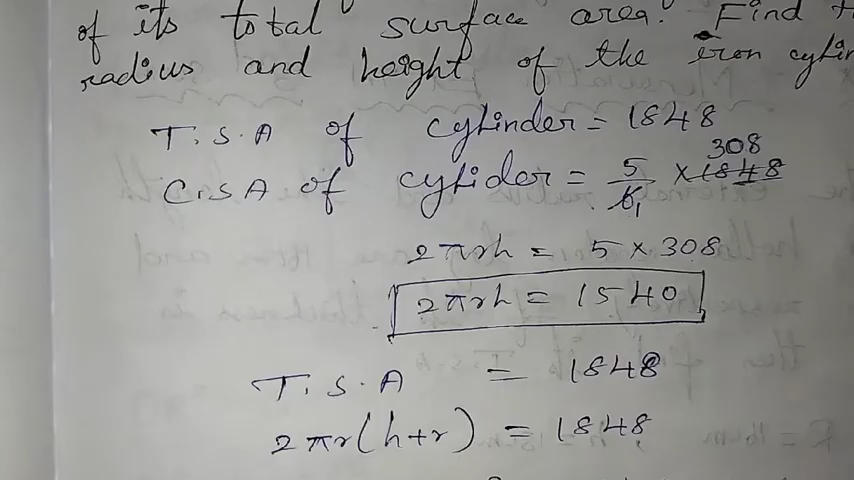 of its total surface area. Find
radius and height of the iron
T.S.A of cylinder = 1848
308
C.S.A of cylider = 5/6 1 × 1848
2πrh = 5 × 308
2πrh = 1540
T.S.A = 1848
2πr(h+r) = 1848